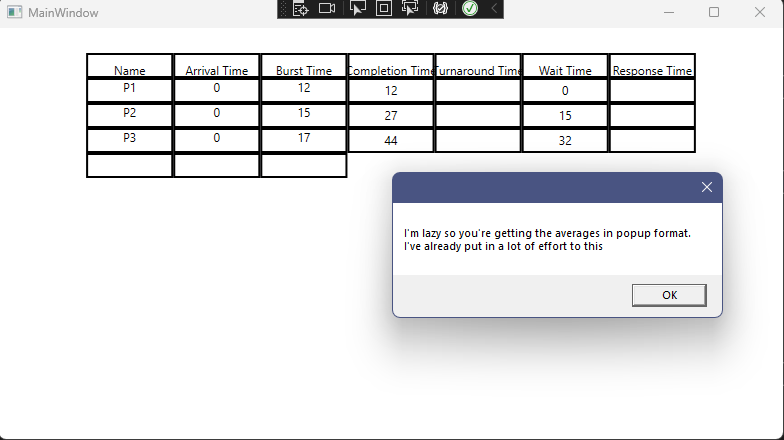 MainWindow
Name Arrival Time Burst Time Completion Time Turnaround Time Wait Time Response Time
P1 0 12 12 0
P2 0 15 27 15
P3 0 17 44 32
I'm lazy so you're getting the averages in popup format.
I've already put in a lot of effort to this
OK